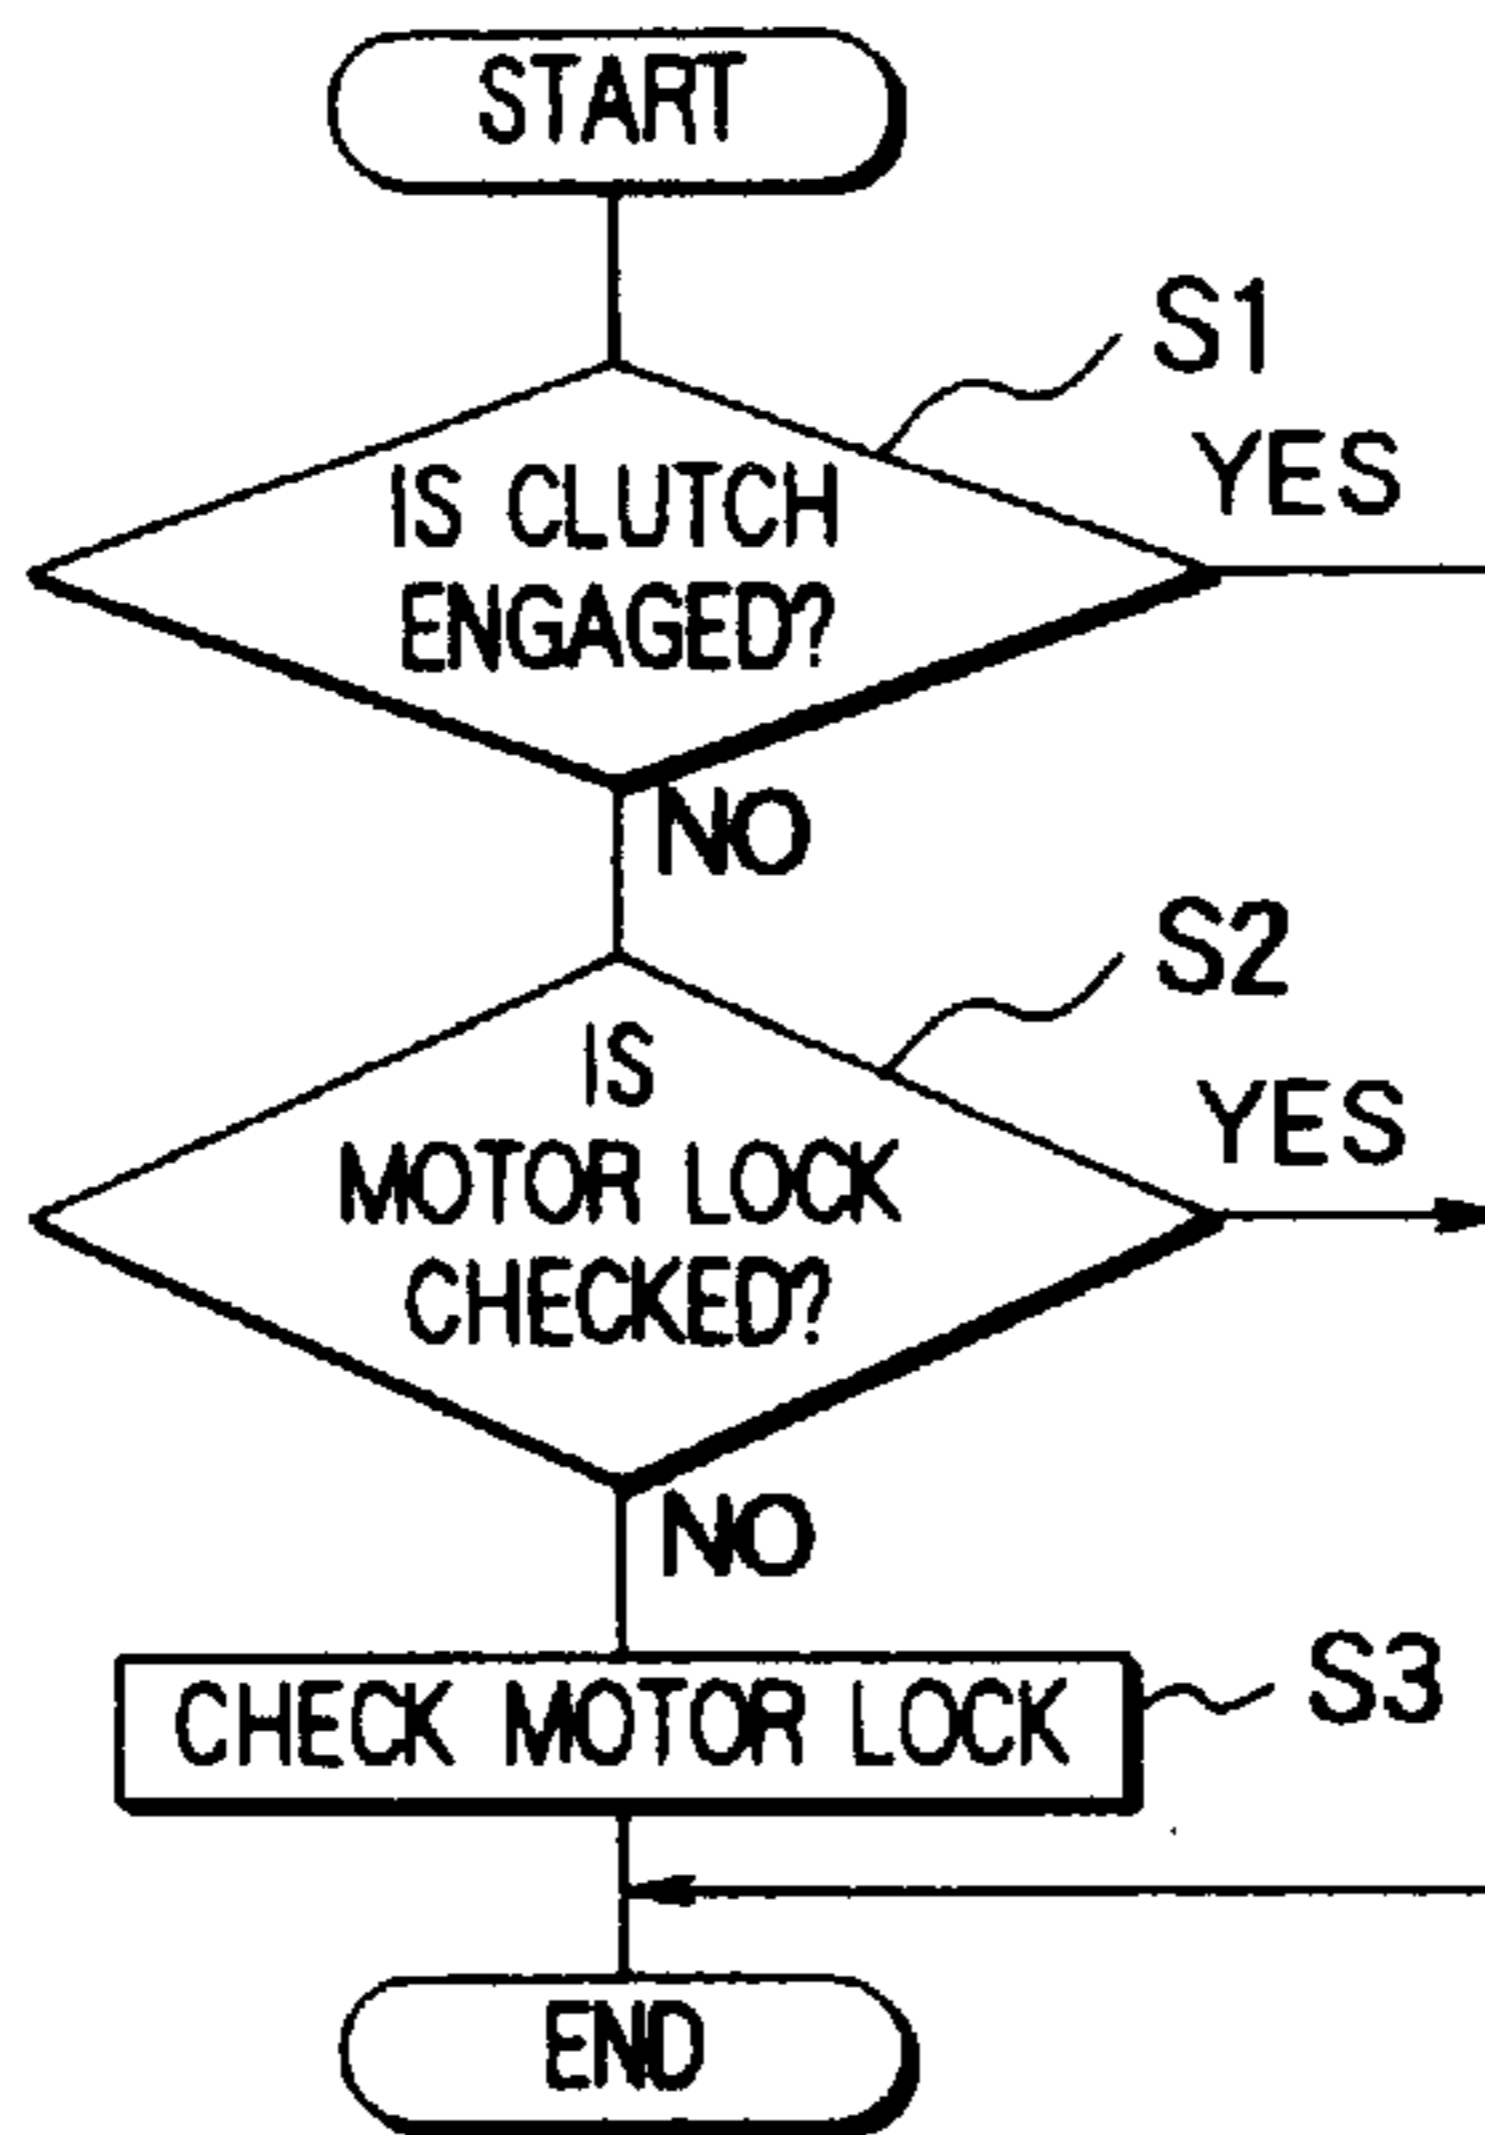 START
S1
YES
IS CLUTCH
ENGAGED?
NO
S2
IS
YES
MOTOR LOCK
CHECKED?
NO
CHECK MOTOR LOCK
S3
END